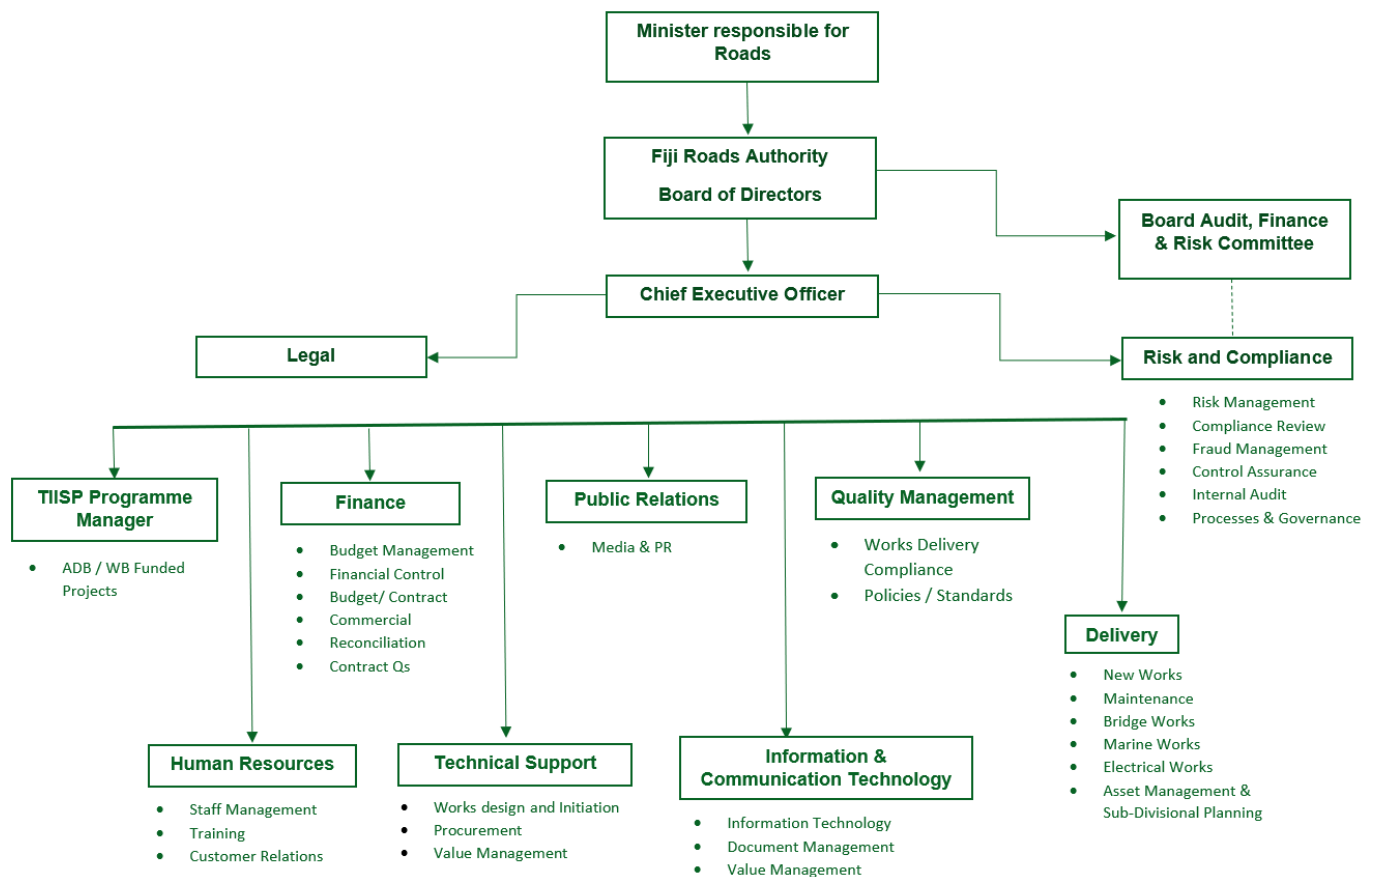 Minister responsible for
Roads
Fiji Roads Authority
Board of Directors
Board Audit, Finance
& Risk Committee
Chief Executive Officer
Legal
Risk and Compliance
• Risk Management
• Compliance Review
• Fraud Management
• Control Assurance
• Internal Audit
• Processes & Governance
TIISP Programme
Manager
• ADB / WB Funded
Projects
Finance
• Budget Management
• Financial Control
• Budget/ Contract
• Commercial
• Reconciliation
• Contract Qs
Public Relations
• Media & PR
Quality Management
• Works Delivery
Compliance
• Policies / Standards
Delivery
• New Works
• Maintenance
• Bridge Works
• Marine Works
• Electrical Works
• Asset Management &
Sub-Divisional Planning
Human Resources
• Staff Management
• Training
• Customer Relations
Technical Support
• Works design and Initiation
• Procurement
• Value Management
Information &
Communication Technology
• Information Technology
• Document Management
• Value Management